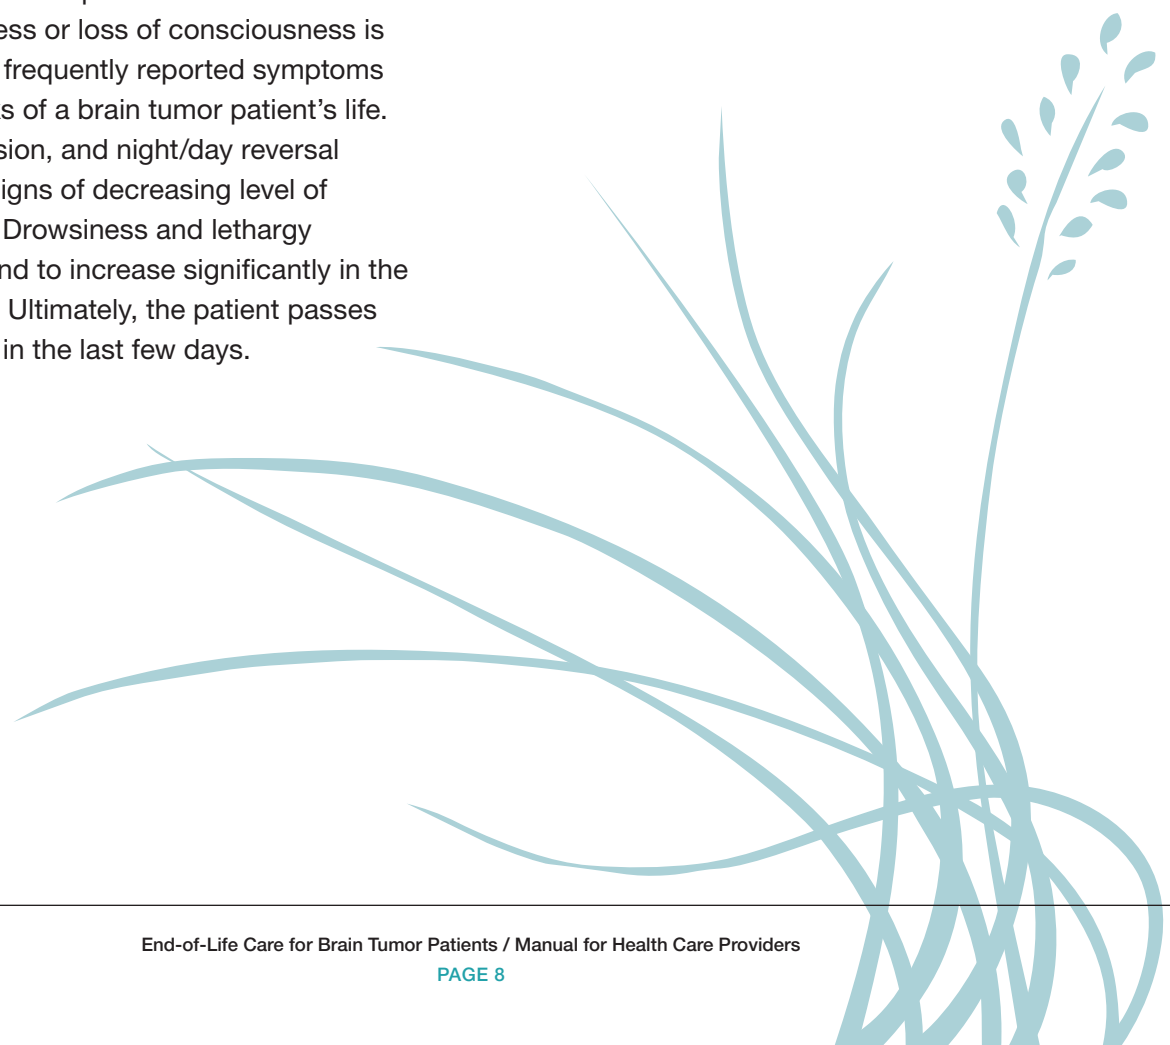 ess or loss of consciousness is
frequently reported symptoms
s of a brain tumor patient’s life.
sion, and night/day reversal
igns of decreasing level of
Drowsiness and lethargy
nd to increase significantly in the
Ultimately, the patient passes
in the last few days.
End-of-Life Care for Brain Tumor Patients / Manual for Health Care Providers
PAGE 8